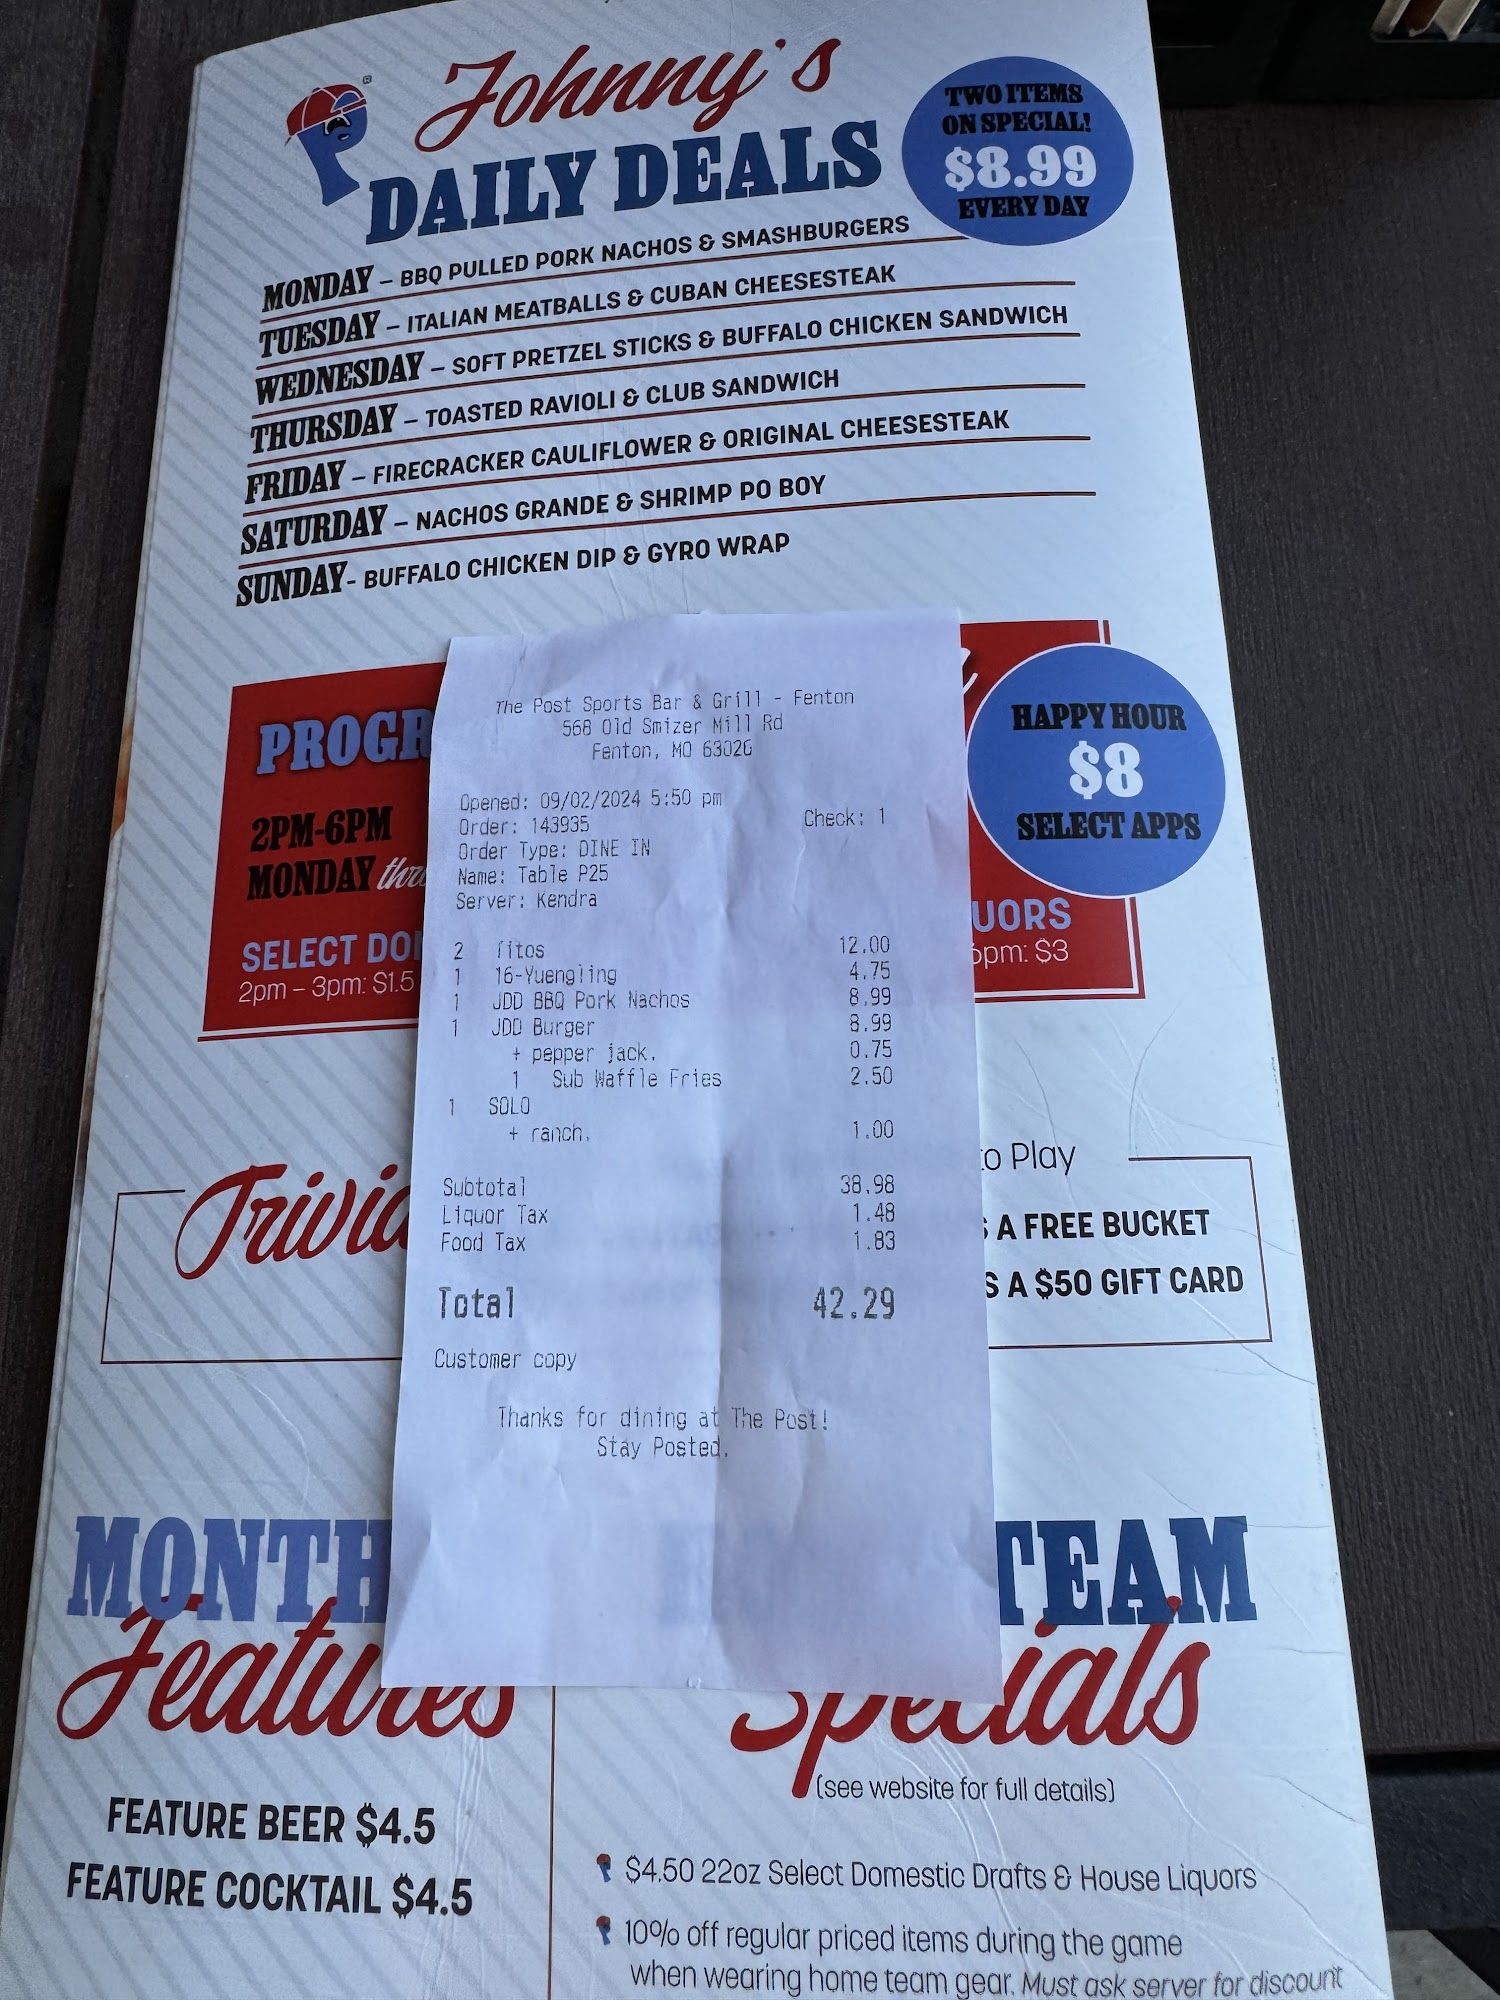 Johnny's
DAILY DEALS
TWO ITEMS
ON SPECIAL!
$8.99
EVERY DAY
MONDAY – BBQ PULLED PORK NACHOS & SMASHBURGERS
TUESDAY – ITALIAN MEATBALLS & CUBAN CHEESESTEAK
WEDNESDAY – SOFT PRETZEL STICKS & BUFFALO CHICKEN SANDWICH
THURSDAY – TOASTED RAVIOLI & CLUB SANDWICH
FRIDAY – FIRECRACKER CAULIFLOWER & ORIGINAL CHEESESTEAK
SATURDAY – NACHOS GRANDE & SHRIMP PO BOY
SUNDAY- BUFFALO CHICKEN DIP & GYRO WRAP
PROGR
2PM-6PM
MONDAY thru
SELECT DOM
2pm – 3pm: $1.5
HAPPY HOUR
$8
SELECT APPS
UORS
6pm: $3
The Post Sports Bar & Grill - Fenton
568 Old Smizer Mill Rd
Fenton, MO 63026
Opened: 09/02/2024 5:50 pm
Order: 143935 Check: 1
Order Type: DINE IN
Name: Table P25
Server: Kendra
2 Titos 12.00
1 16-Yuengling 4.75
1 JDD BBQ Pork Nachos 8.99
1 JDD Burger 8.99
+ pepper jack. 0.75
1 Sub Waffle Fries 2.50
1 SOLO
+ ranch. 1.00
Subtotal 38.98
Liquor Tax 1.48
Food Tax 1.83
Total 42.29
Customer copy
Thanks for dining at The Post!
Stay Posted.
Trivia
to Play
S A FREE BUCKET
S A $50 GIFT CARD
MONTH
Features
FEATURE BEER $4.5
FEATURE COCKTAIL $4.5
TEAM
Specials
(see website for full details)
$4.50 22oz Select Domestic Drafts & House Liquors
10% off regular priced items during the game
when wearing home team gear. Must ask server for discount